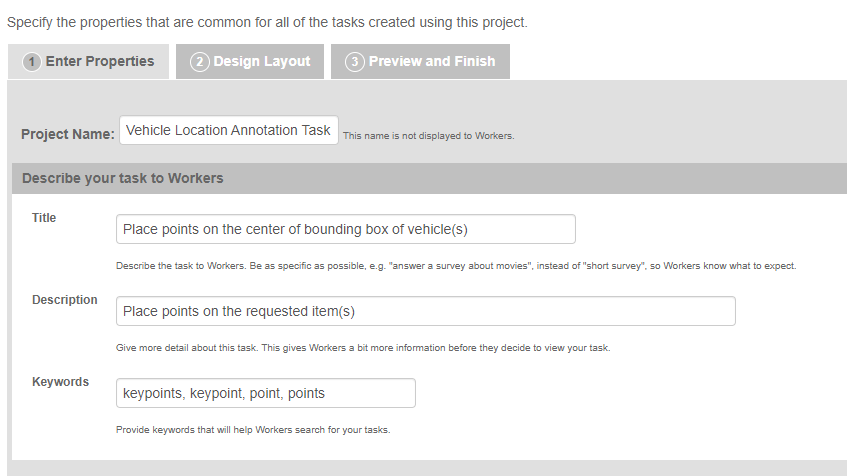 Specify the properties that are common for all of the tasks created using this project.
1 Enter Properties 2 Design Layout 3 Preview and Finish
Project Name: Vehicle Location Annotation Task This name is not displayed to Workers.
Describe your task to Workers
Title
Place points on the center of bounding box of vehicle(s)
Describe the task to Workers. Be as specific as possible, e.g. "answer a survey about movies", instead of "short survey", so Workers know what to expect.
Description
Place points on the requested item(s)
Give more detail about this task. This gives Workers a bit more information before they decide to view your task.
Keywords
keypoints, keypoint, point, points
Provide keywords that will help Workers search for your tasks.